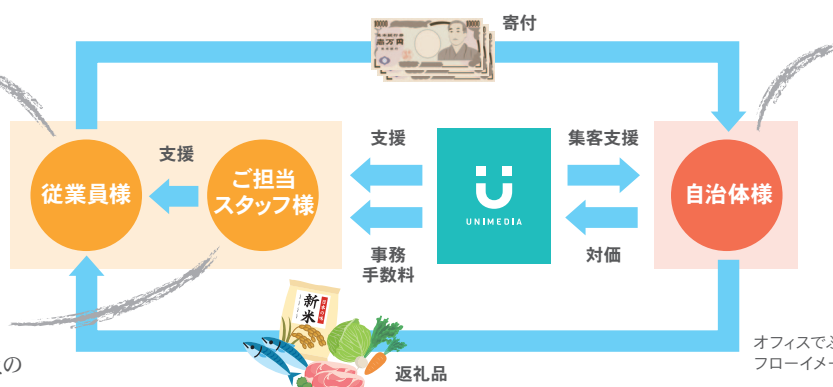 寄付
支援
支援
集客支援
従業員様
ご担当
スタッフ様
UNIMEDIA
自治体様
事務
手数料
対価
新米
返礼品
の
オフィスで
フローイメー